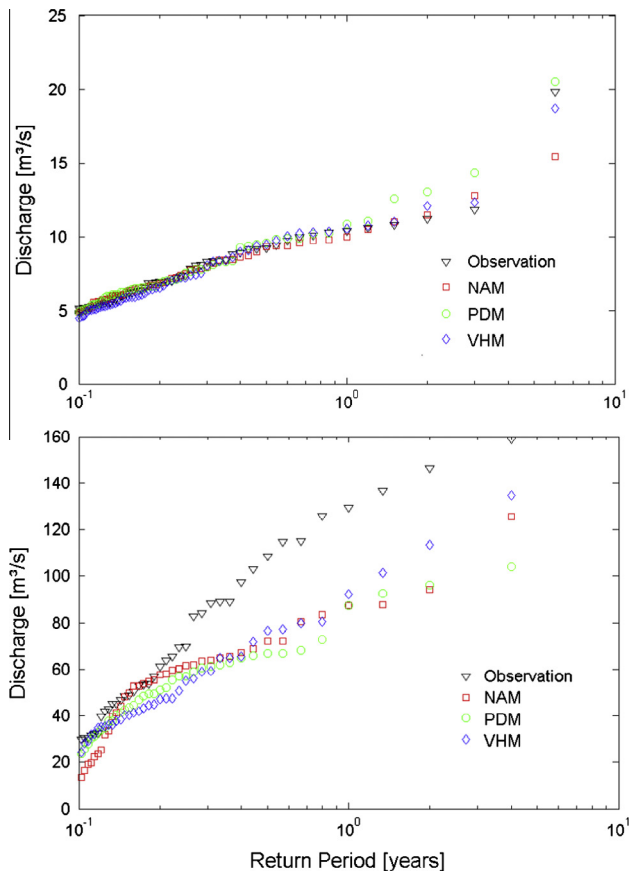 25
20
15
10
5
0
Discharge [m³/s]
Observation
NAM
PDM
VHM
10⁻¹ 10⁰ 10¹
160
140
120
100
80
60
40
20
0
Discharge [m³/s]
Observation
NAM
PDM
VHM
10⁻¹ 10⁰ 10¹
Return Period [years]